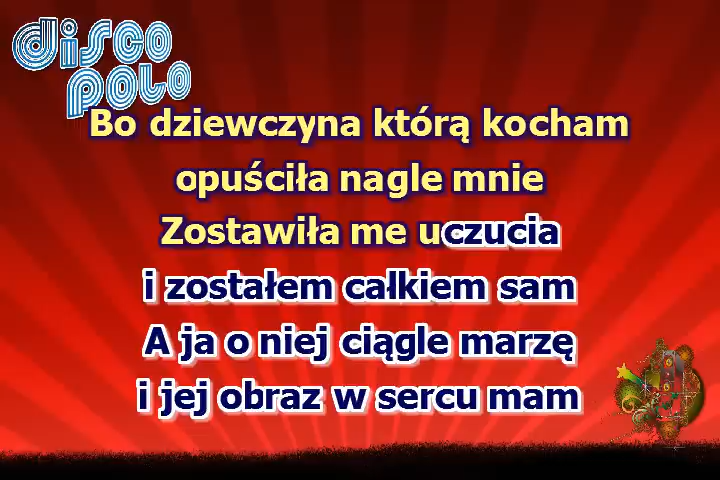 disco
polo
Bo dziewczyna którą kocham
opuściła nagle mnie
Zostawiła me uczucia
i zostałem całkiem sam
A ja o niej ciągle marzę
i jej obraz w sercu mam